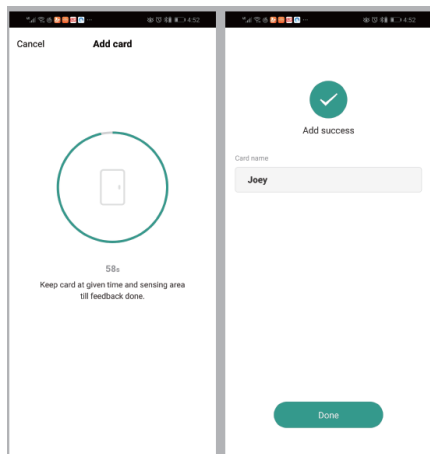 4:52
Cancel
Add card
58s
Keep card at given time and sensing area
till feedback done.
4:52
Add success
Card name
Joey
Done